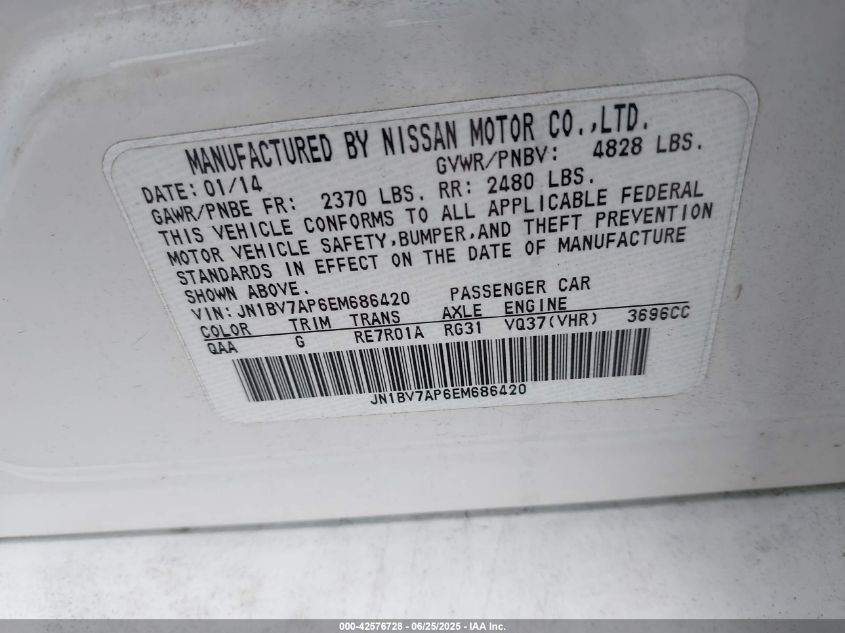 MANUFACTURED BY NISSAN MOTOR CO.,LTD.
DATE: 01/14 GVWR/PNBV: 4828 LBS.
GAWR/PNBE FR: 2370 LBS. RR: 2480 LBS.
THIS VEHICLE CONFORMS TO ALL APPLICABLE FEDERAL
MOTOR VEHICLE SAFETY,BUMPER,AND THEFT PREVENTION
STANDARDS IN EFFECT ON THE DATE OF MANUFACTURE
SHOWN ABOVE.
VIN: JN1BV7AP6EM686420 PASSENGER CAR
COLOR TRIM TRANS AXLE ENGINE
QAA G RE7R01A RG31 VQ37(VHR) 3696CC
JN1BV7AP6EM686420
000-42576728 - 06/25/2025 - IAA Inc.